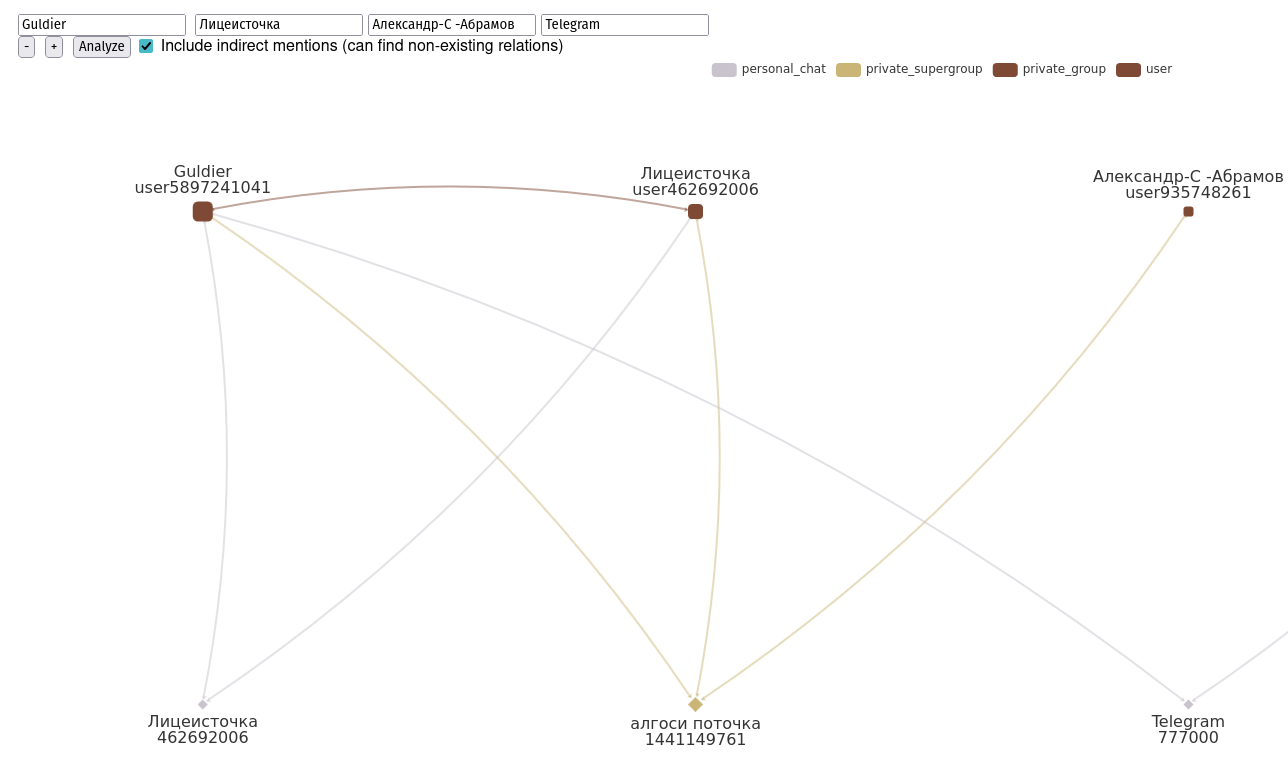 Guldier Лицеисточка Александр-С -Абрамов Telegram
- + Analyze Include indirect mentions (can find non-existing relations)
personal_chat private_supergroup private_group user
Guldier
user5897241041
Лицеисточка
user462692006
Александр-С -Абрамов
user935748261
Лицеисточка
462692006
алгоси поточка
1441149761
Telegram
777000